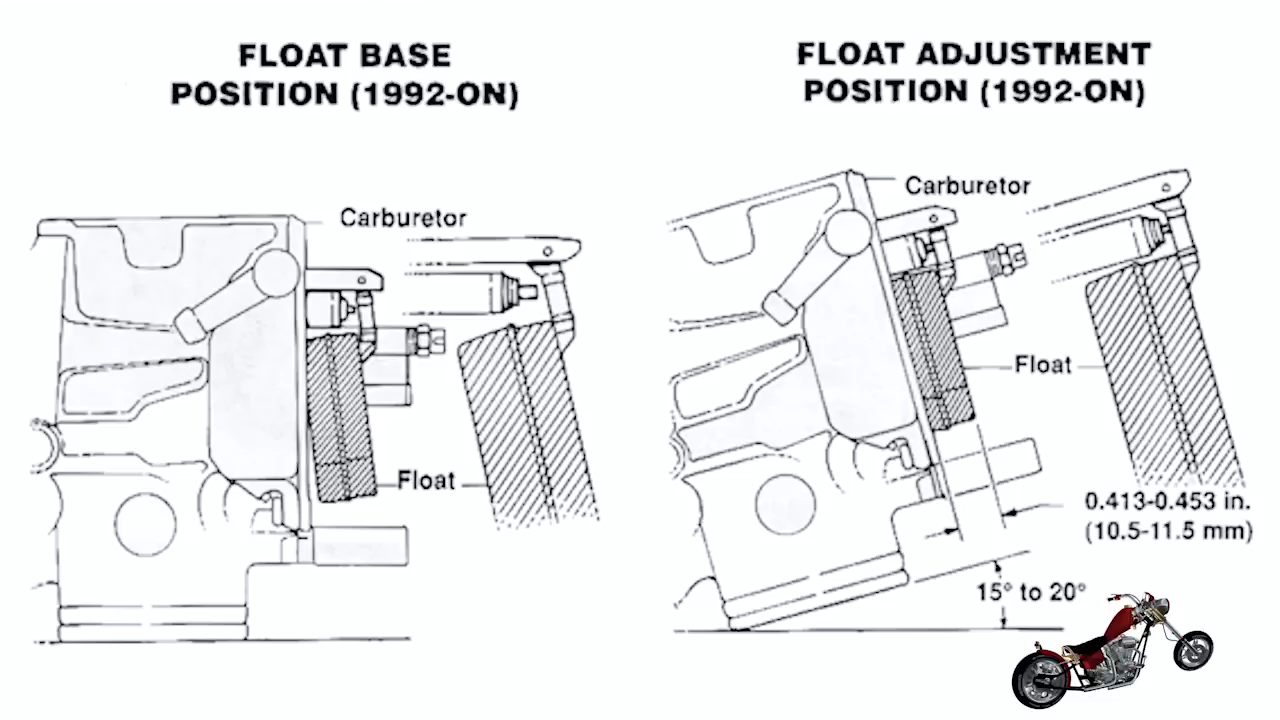 FLOAT BASE
POSITION (1992-ON)
Carburetor
Float
FLOAT ADJUSTMENT
POSITION (1992-ON)
Carburetor
Float
0.413-0.453 in.
(10.5-11.5 mm)
15° to 20°